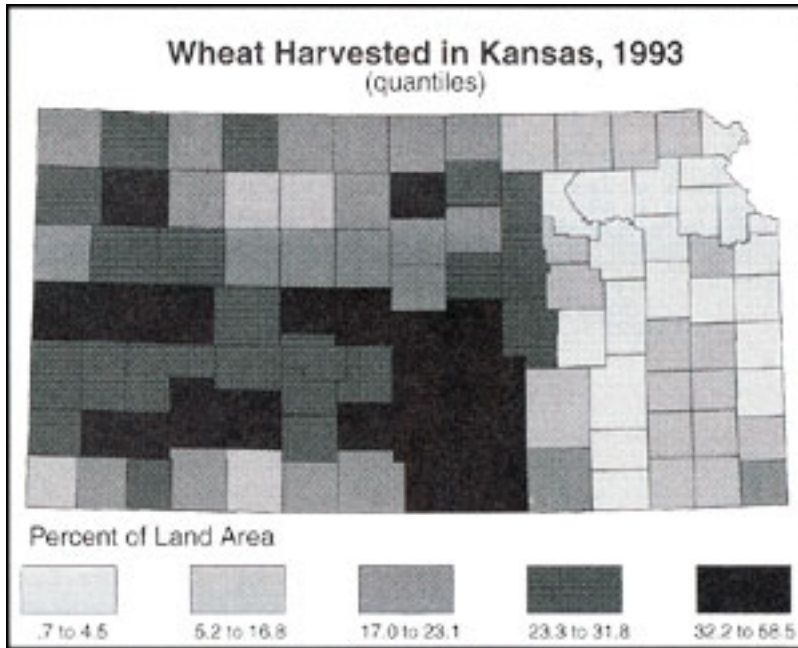 Wheat Harvested in Kansas, 1993
(quantiles)
Percent of Land Area
.7 to 4.5
5.2 to 16.8
17.0 to 23.1
23.3 to 31.8
32.2 to 58.5